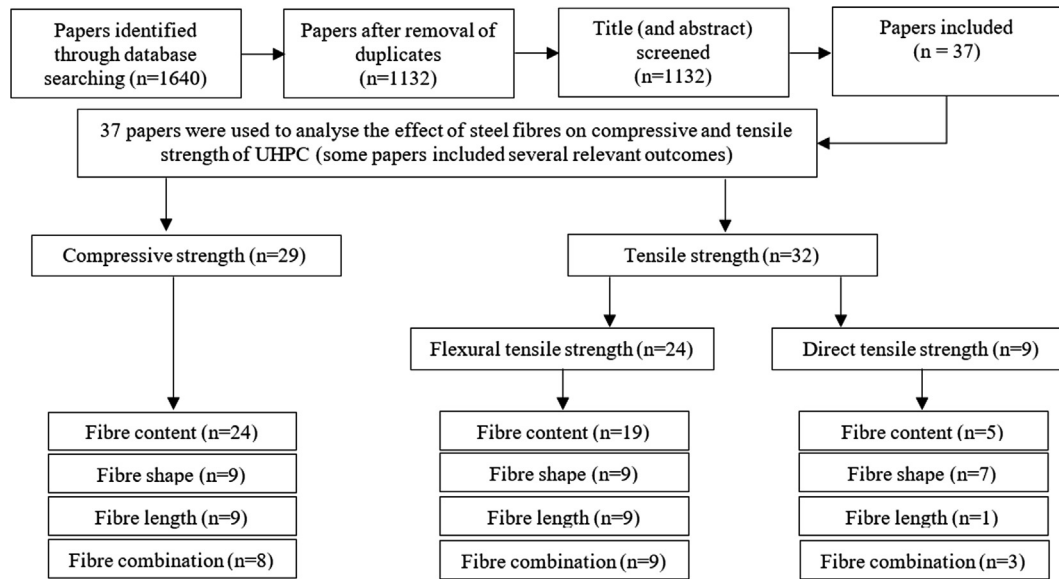 Papers identified
through database
searching (n=1640)
Papers after removal of
duplicates
(n=1132)
Title (and abstract)
screened
(n=1132)
Papers included
(n = 37)
37 papers were used to analyse the effect of steel fibres on compressive and tensile
strength of UHPC (some papers included several relevant outcomes)
Compressive strength (n=29)
Tensile strength (n=32)
Flexural tensile strength (n=24)
Direct tensile strength (n=9)
Fibre content (n=24)
Fibre shape (n=9)
Fibre length (n=9)
Fibre combination (n=8)
Fibre content (n=19)
Fibre shape (n=9)
Fibre length (n=9)
Fibre combination (n=9)
Fibre content (n=5)
Fibre shape (n=7)
Fibre length (n=1)
Fibre combination (n=3)